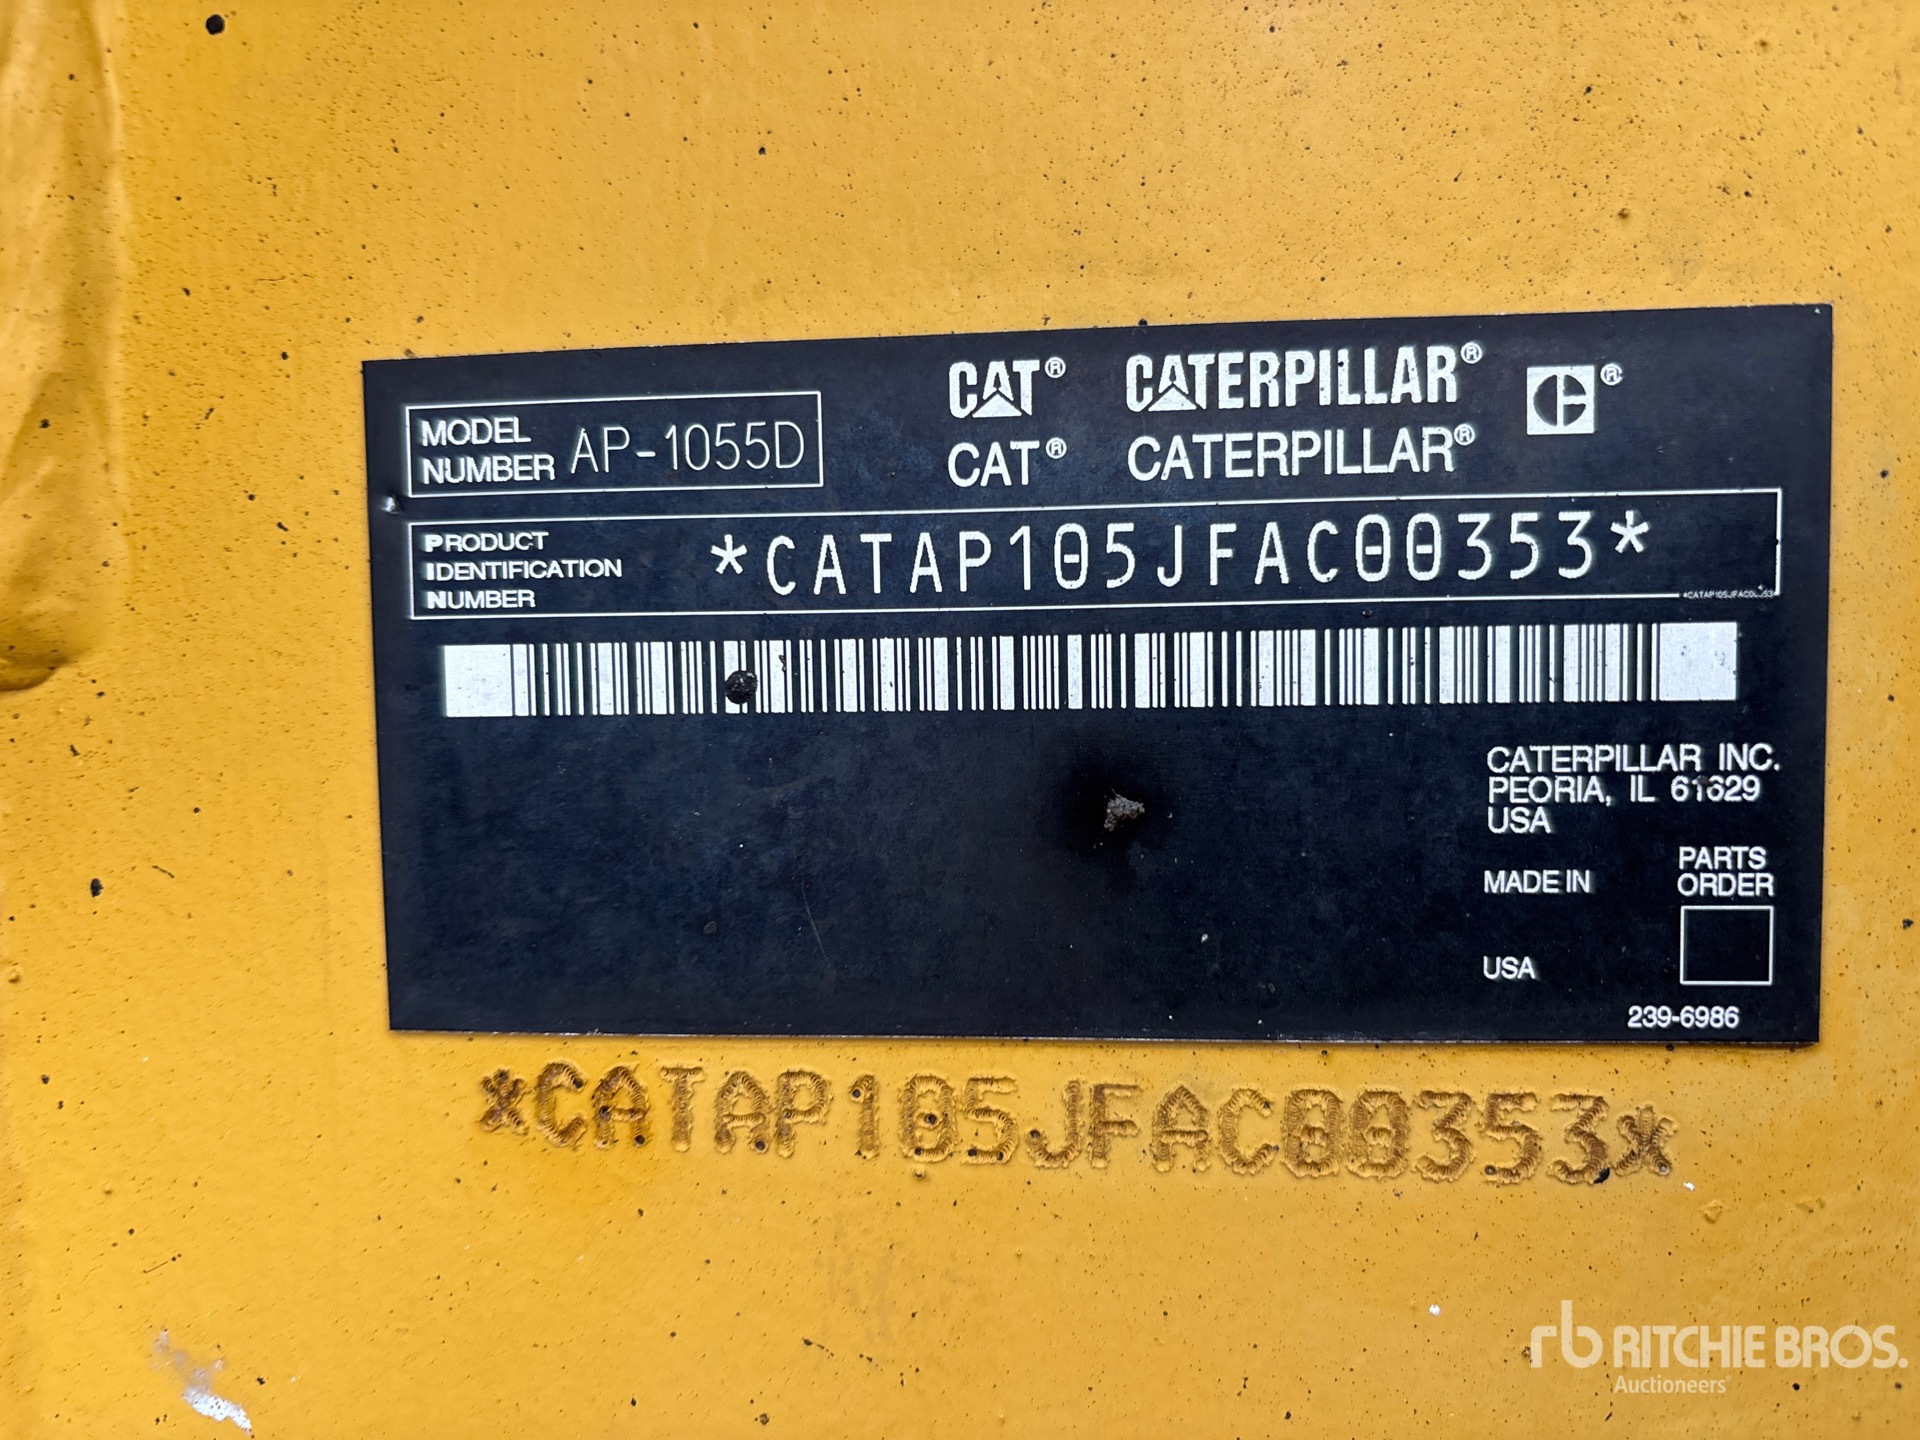 MODEL NUMBER AP-1055D
CAT® CATERPILLAR®
CAT® CATERPILLAR®
PRODUCT IDENTIFICATION NUMBER *CATAP105JFAC00353*
CATERPILLAR INC.
PEORIA, IL 61629
USA
MADE IN
USA
PARTS ORDER
239-6986
*CATAP105JFAC00353*
rb RITCHIE BROS.
Auctioneers